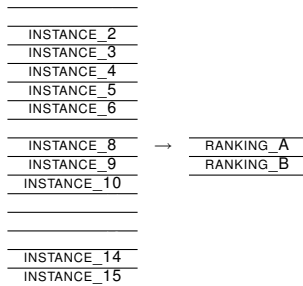 INSTANCE_2
INSTANCE_3
INSTANCE_4
INSTANCE_5
INSTANCE_6
INSTANCE_8 → RANKING_A
INSTANCE_9 RANKING_B
INSTANCE_10
INSTANCE_14
INSTANCE_15